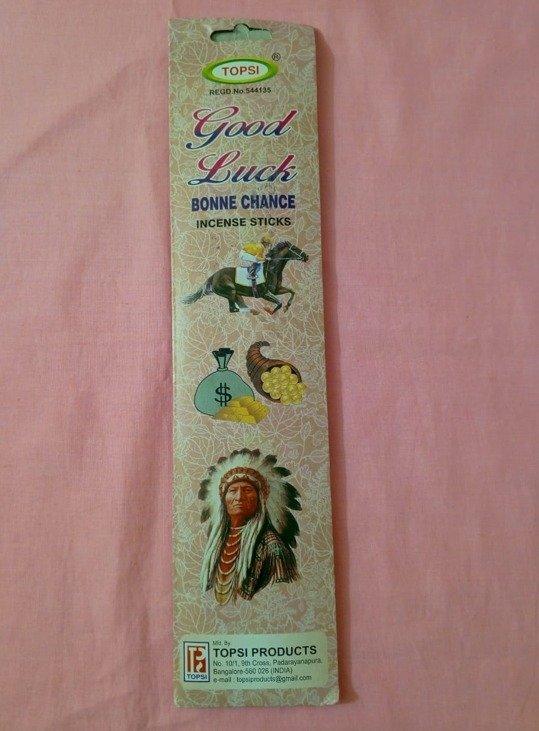 TOPSI ®
REGD.No.544135
Good
Luck
BONNE CHANCE
INCENSE STICKS
$
Mfd. By
TOPSI PRODUCTS
No. 10/1, 9th Cross, Padarayanapura,
Bangalore-560 026 (INDIA)
e-mail : topsiproducts@gmail.com
TOPSI